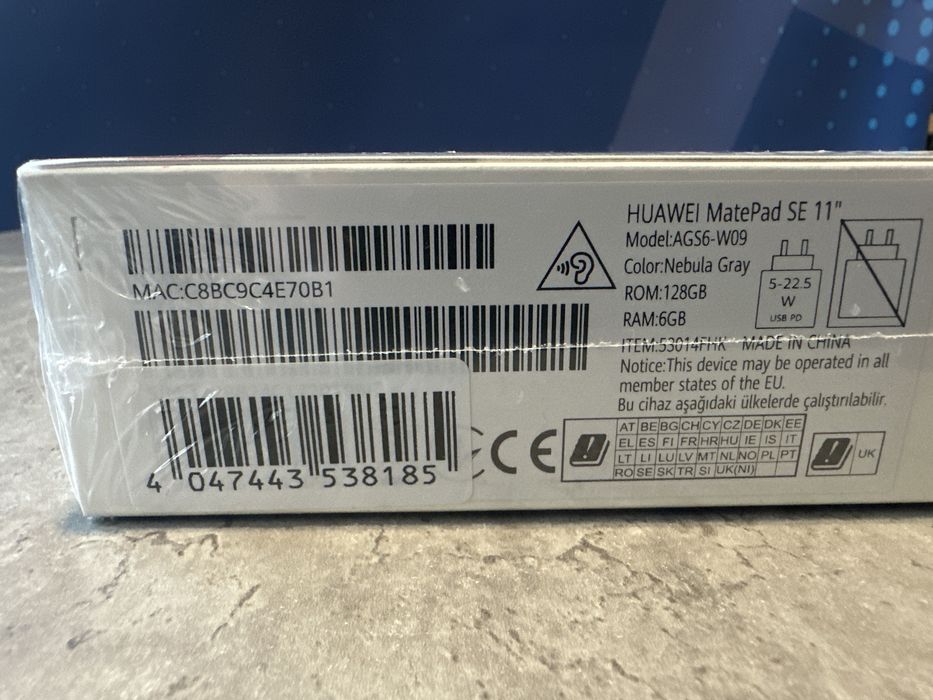 MAC:C8BC9C4E70B1
4 047443 538185
HUAWEI MatePad SE 11"
Model:AGS6-W09
Color:Nebula Gray
ROM:128GB
RAM:6GB
ITEM:53014FHK MADE IN CHINA
Notice:This device may be operated in all
member states of the EU.
Bu cihaz aşağıdaki ülkelerde çalıştırılabilir.
5-22.5
W
USB PD
CE
AT BE BG CH CY CZ DE DK EE
EL ES FI FR HR HU IE IS IT
LT LI LU LV MT NL NO PL PT
RO SE SK TR SI UK(NI)
UK